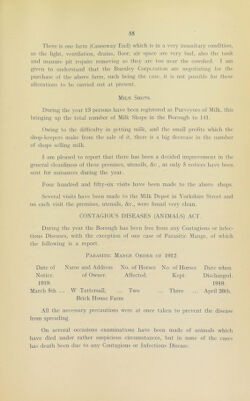 88
There is one farm (Causeway End) which is in a very insanitary condition,
as the light, ventilation, drains, floor, air space are very bad, also the tank
and manure pit require removing as they are too near the cowshed. I am
given to understand that the Burnley Corporation are negotiating for the
purchase of the above farm, such being the case, it is not possible for these
alterations to be carried out at present.
Milk Shops.
During the year 19 persons have been registered as Purveyors of Milk, this
bringing up the total number of Milk Shops in the Borough to 141.
Owing to the difficulty in getting milk, and the small profits which the
shop-keepers make from the sale of it, there is a big decrease in the number
of shops selling milk.
I am pleased to report that there has been a decided improvement in the
general cleanliness of these premises, utensils, &c., as only 3 notices have been
sent for nuisances during the year.
Four hundred and fifty-six visits have been made to the above shops.
Several visits have been made to the Milk Depot in Yorkshire Street and
on each visit the premises, utensils, &c., were found very clean.
CONTAGIOUS DISEASES (ANIMALS) ACT.
During the year the Borough has been free from any Contagious or Infec-
tious Diseases, with the exception of one case of Parasitic Mange, of which
the following is a report.
Parasitic Mange Order of 1912.
Date of Name and Address No. of Horses No. of Horses Date when
Notice. of Owner. Affected. Kept. Discharged.
1919. 1919.
March 8th ... W Tattersall, ... Two ... Three ... April 26th.
Brick House Farm
All the necessary precautions were at once taken to prevent the disease
from spreading.
On several occasions examinations have been made of animals which
have died under rather suspicious circumstances, but in none of the cases
has death been due to any Contagious or Infectious Disease.